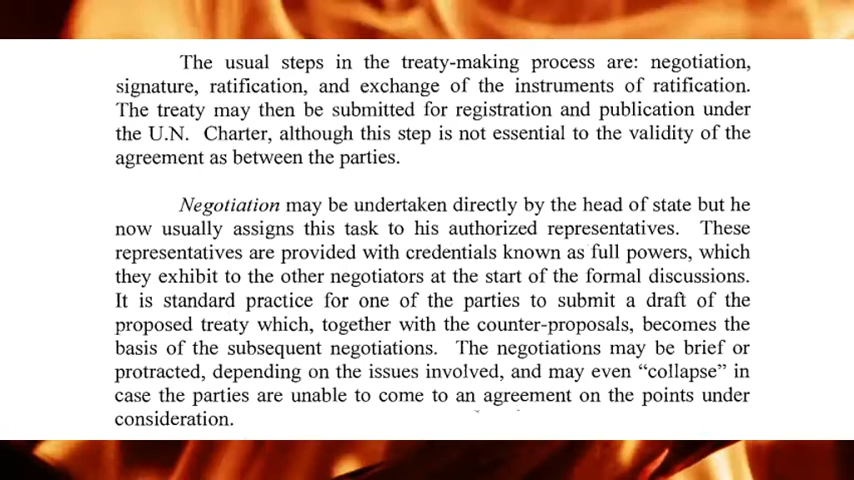 The usual steps in the treaty-making process are: negotiation,
signature, ratification, and exchange of the instruments of ratification.
The treaty may then be submitted for registration and publication under
the U.N. Charter, although this step is not essential to the validity of the
agreement as between the parties.
Negotiation may be undertaken directly by the head of state but he
now usually assigns this task to his authorized representatives. These
representatives are provided with credentials known as full powers, which
they exhibit to the other negotiators at the start of the formal discussions.
It is standard practice for one of the parties to submit a draft of the
proposed treaty which, together with the counter-proposals, becomes the
basis of the subsequent negotiations. The negotiations may be brief or
protracted, depending on the issues involved, and may even “collapse” in
case the parties are unable to come to an agreement on the points under
consideration.